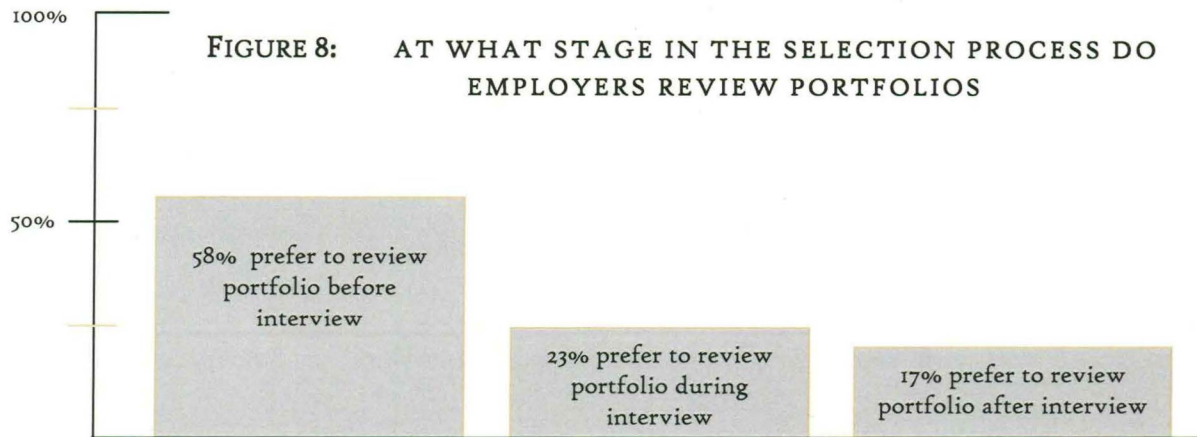 100%
FIGURE 8: AT WHAT STAGE IN THE SELECTION PROCESS DO
EMPLOYERS REVIEW PORTFOLIOS
50%
58% prefer to review
portfolio before
interview
23% prefer to review
portfolio during
interview
17% prefer to review
portfolio after interview